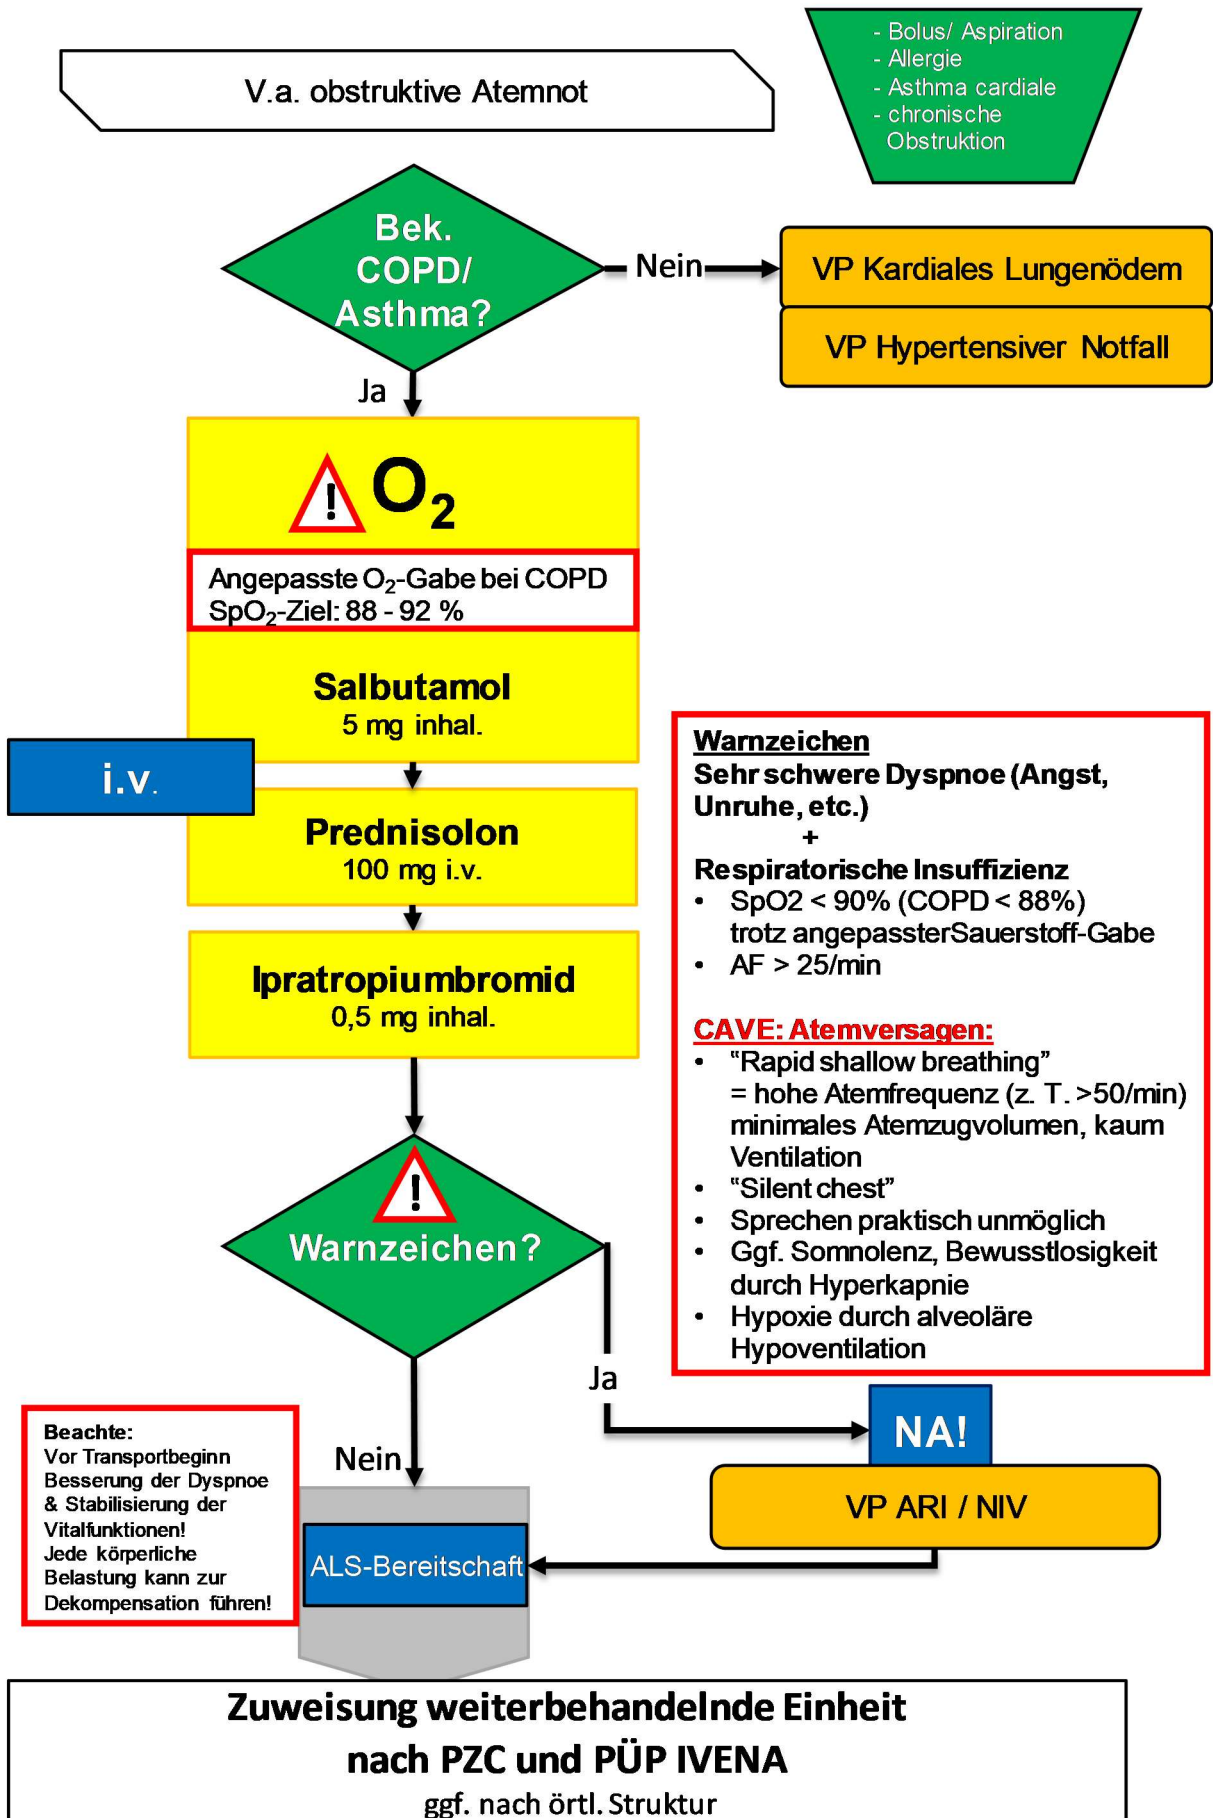 V.a. obstruktive Atemnot
- Bolus/ Aspiration
- Allergie
- Asthma cardiale
- chronische
Obstruktion
Bek.
COPD/
Asthma?
Nein
VP Kardiales Lungenödem
VP Hypertensiver Notfall
Ja
! O₂
Angepasste O₂-Gabe bei COPD
SpO₂-Ziel: 88 - 92 %
Salbutamol
5 mg inhal.
i.v.
Prednisolon
100 mg i.v.
Ipratropiumbromid
0,5 mg inhal.
Warnzeichen
Sehr schwere Dyspnoe (Angst,
Unruhe, etc.)
+
Respiratorische Insuffizienz
• SpO2 < 90% (COPD < 88%)
trotz angepassterSauerstoff-Gabe
• AF > 25/min
CAVE: Atemversagen:
• "Rapid shallow breathing"
= hohe Atemfrequenz (z. T. >50/min)
minimales Atemzugvolumen, kaum
Ventilation
• "Silent chest"
• Sprechen praktisch unmöglich
• Ggf. Somnolenz, Bewusstlosigkeit
durch Hyperkapnie
• Hypoxie durch alveoläre
Hypoventilation
!
Warnzeichen?
Ja
NA!
VP ARI / NIV
Nein
Beachte:
Vor Transportbeginn
Besserung der Dyspnoe
& Stabilisierung der
Vitalfunktionen!
Jede körperliche
Belastung kann zur
Dekompensation führen!
ALS-Bereitschaft
Zuweisung weiterbehandelnde Einheit
nach PZC und PÜP IVENA
ggf. nach örtl. Struktur